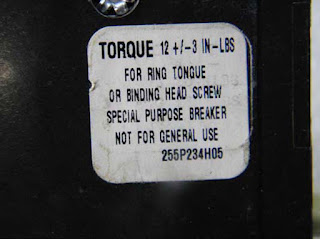 TORQUE 12 +/-3 IN-LBS
FOR RING TONGUE
OR BINDING HEAD SCREW
SPECIAL PURPOSE BREAKER
NOT FOR GENERAL USE
255P234H05